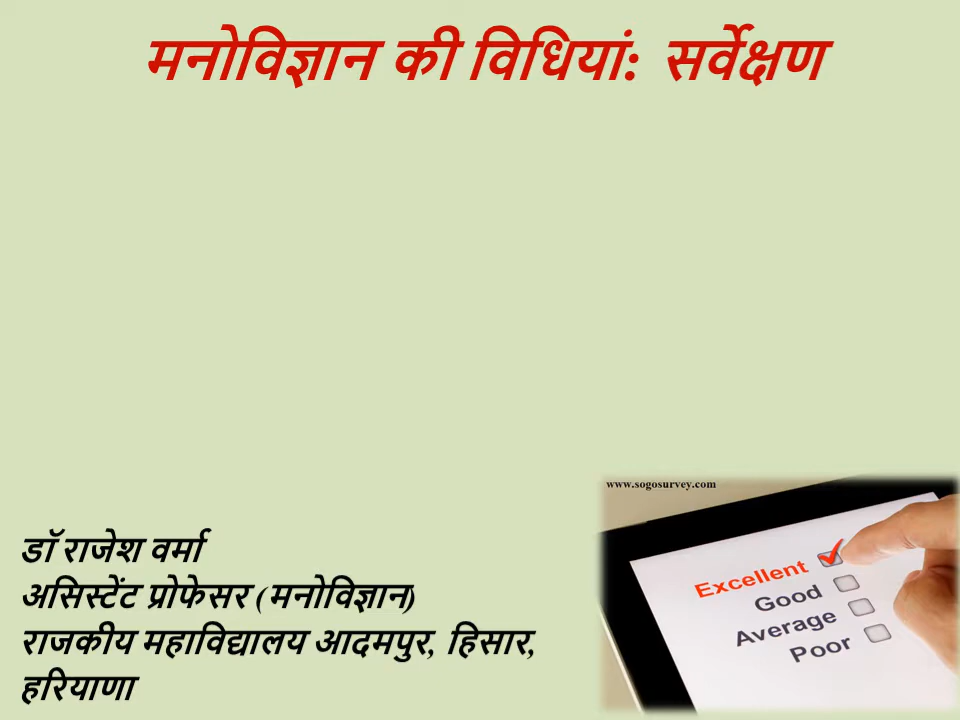 मनोविज्ञान की विधियां: सर्वेक्षण
www.sogosurvey.com
Excellent
Good
Average
Poor
डॉ राजेश वर्मा
असिस्टेंट प्रोफेसर (मनोविज्ञान)
राजकीय महाविद्यालय आदमपुर, हिसार,
हरियाणा